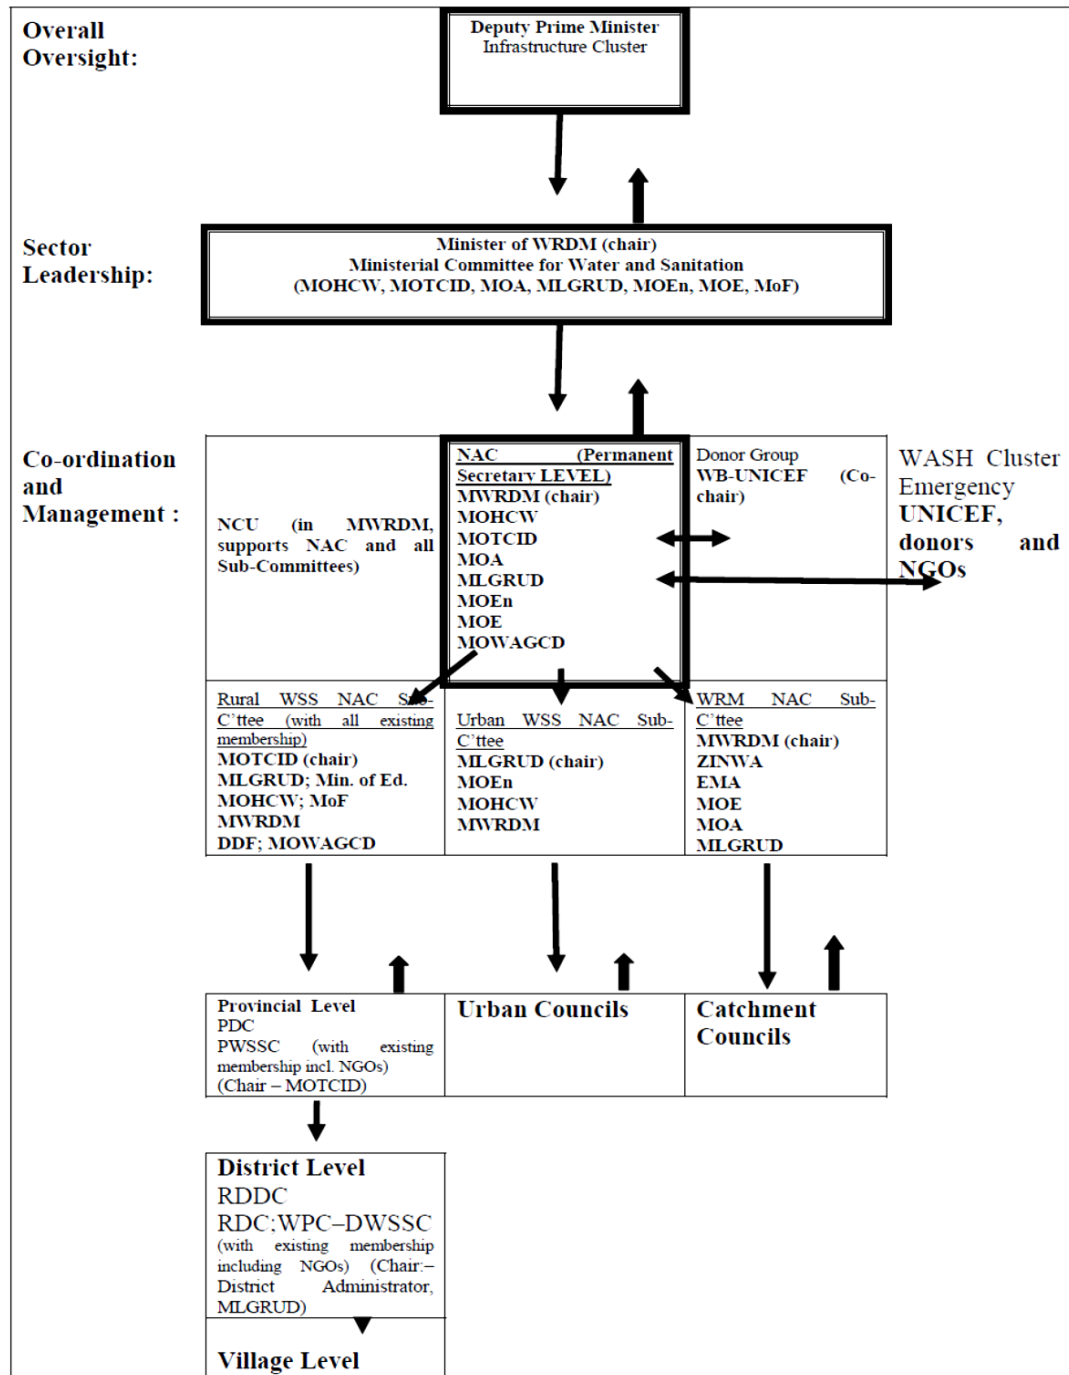 Overall
Oversight:
Deputy Prime Minister
Infrastructure Cluster
Sector
Leadership:
Minister of WRDM (chair)
Ministerial Committee for Water and Sanitation
(MOHCW, MOTCID, MOA, MLGRUD, MOEn, MOE, MoF)
Co-ordination
and
Management :
NCU (in MWRDM,
supports NAC and all
Sub-Committees)
NAC (Permanent
Secretary LEVEL)
MWRDM (chair)
MOHCW
MOTCID
MOA
MLGRUD
MOEn
MOE
MOWAGCD
Donor Group
WB-UNICEF (Co-
chair)
WASH Cluster
Emergency
UNICEF,
donors and
NGOs
Rural WSS NAC Sub-
C'ttee (with all existing
membership)
MOTCID (chair)
MLGRUD; Min. of Ed.
MOHCW; MoF
MWRDM
DDF; MOWAGCD
Urban WSS NAC Sub-
C'ttee
MLGRUD (chair)
MOEn
MOHCW
MWRDM
WRM NAC Sub-
C'ttee
MWRDM (chair)
ZINWA
EMA
MOE
MOA
MLGRUD
Provincial Level
PDC
PWSSC (with existing
membership incl. NGOs)
(Chair – MOTCID)
Urban Councils
Catchment
Councils
District Level
RDDC
RDC;WPC–DWSSC
(with existing membership
including NGOs) (Chair:–
District Administrator,
MLGRUD)
Village Level